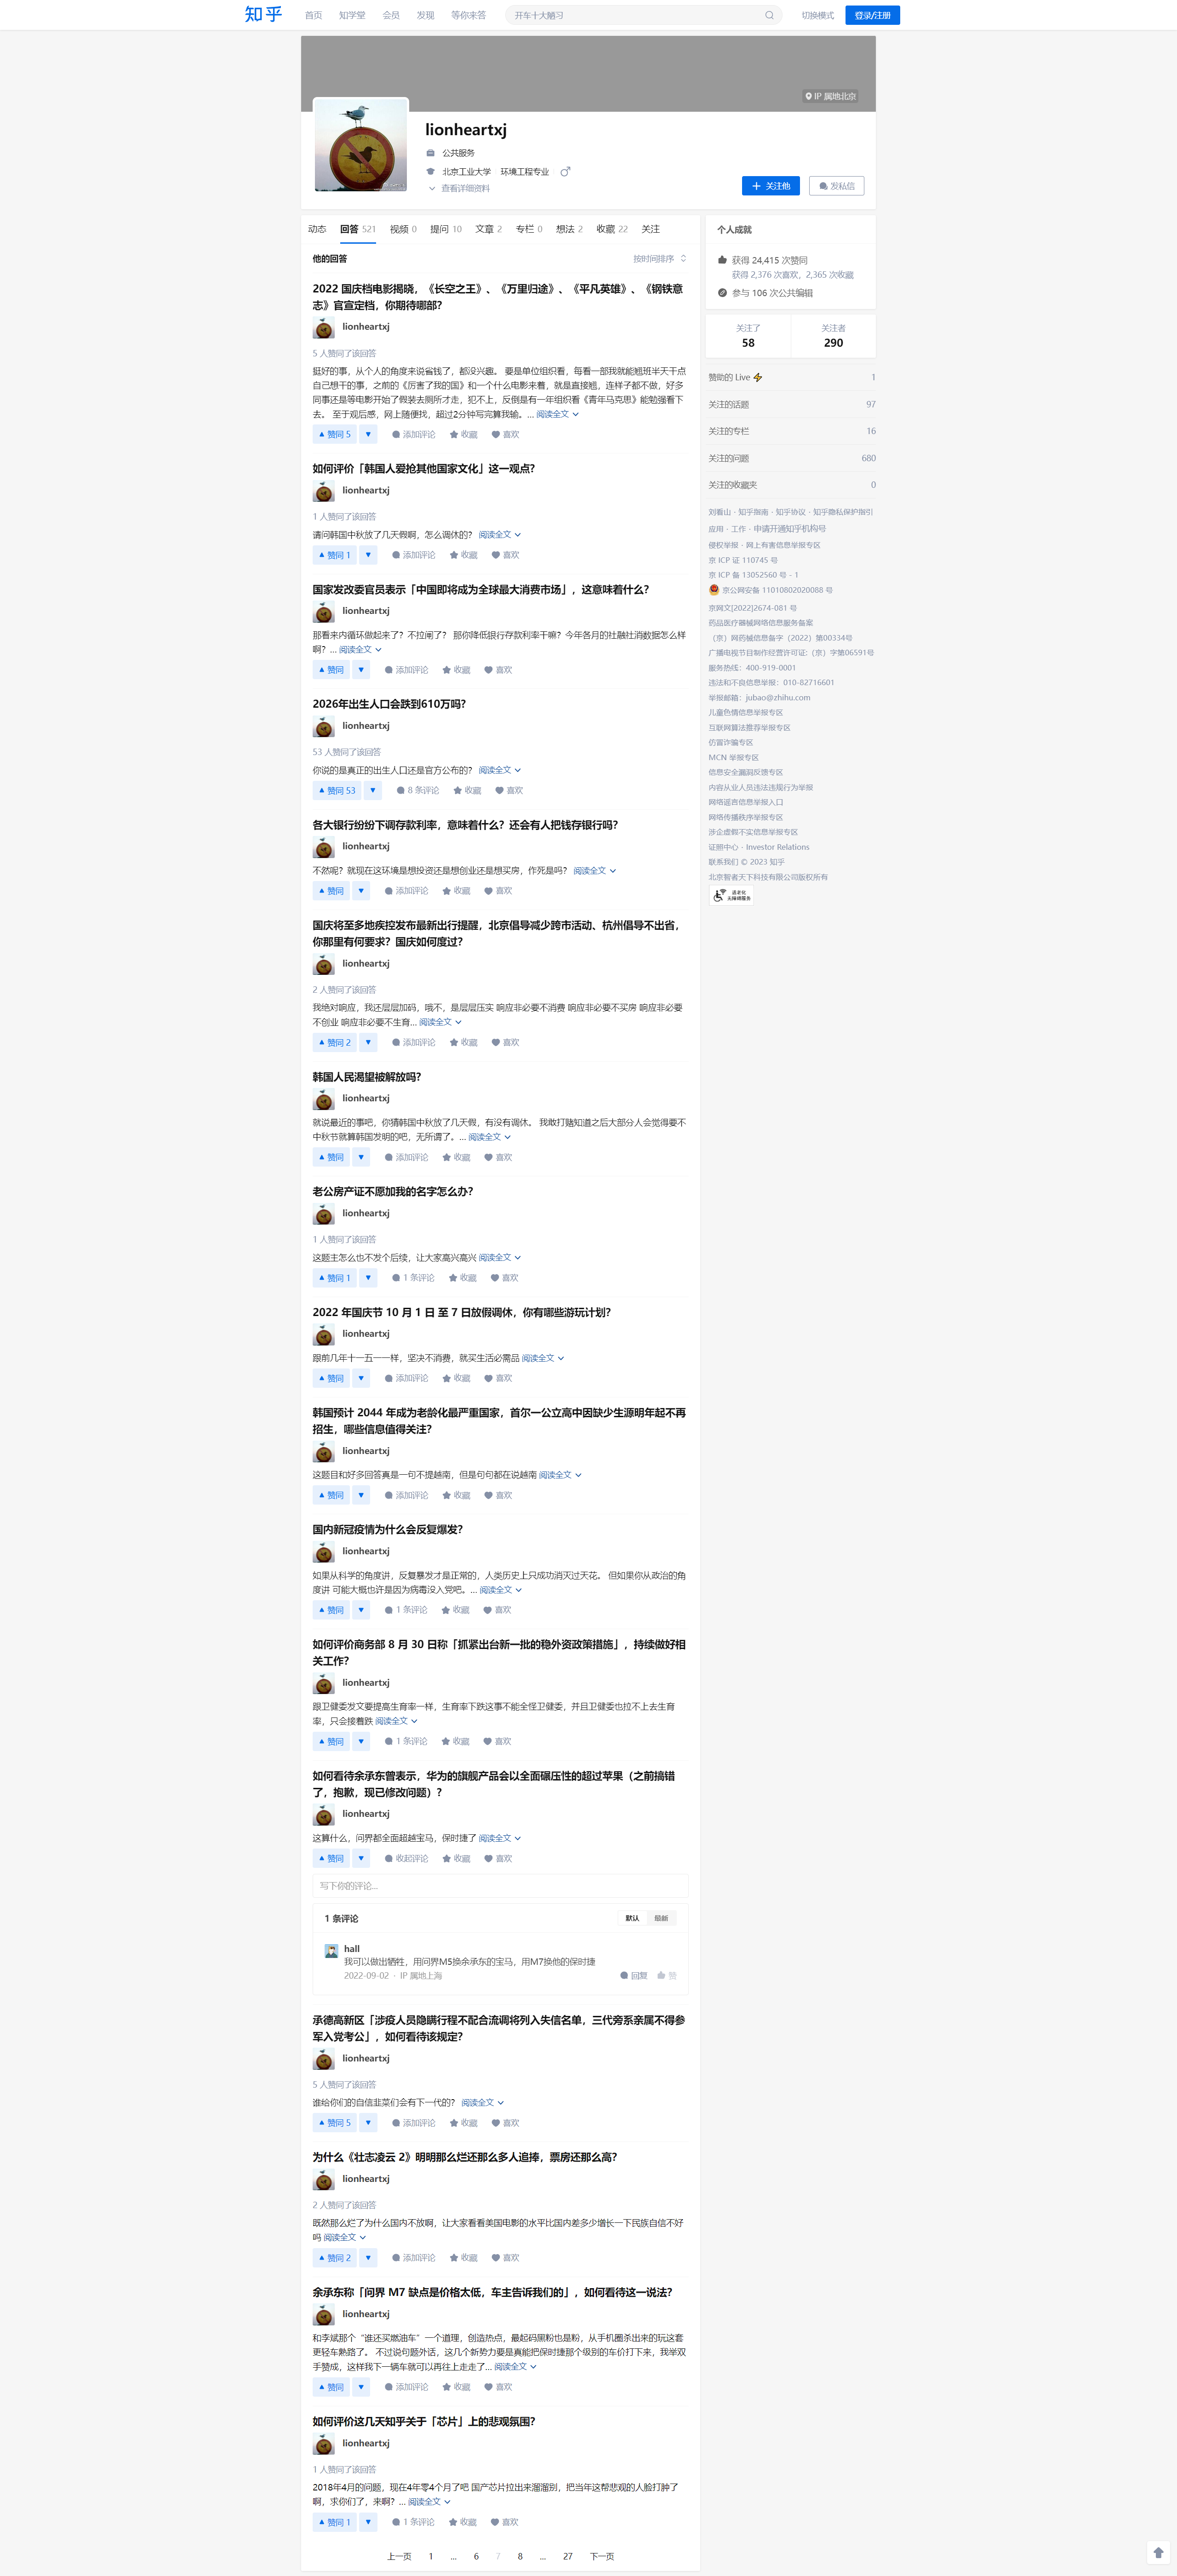 知乎 首页 知学堂 会员 发现 等你来答 开车十大陋习 切换模式 登录/注册
IP 属地北京
lionheartxj
公共服务
北京工业大学 环境工程专业
查看详细资料
关注他 发私信
动态 回答 521 视频 0 提问 10 文章 2 专栏 0 想法 2 收藏 22 关注
他的回答 按时间排序
2022 国庆档电影揭晓，《长空之王》、《万里归途》、《平凡英雄》、《钢铁意
志》官宣定档，你期待哪部？
lionheartxj
5 人赞同了该回答
挺好的事，从个人的角度来说省钱了，都没兴趣。 要是单位组织看，每看一部我就能翘班半天干点
自己想干的事，之前的《厉害了我的国》和一个什么电影来着，就是直接翘，连样子都不做，好多
同事还是等电影开始了假装去厕所才走，犯不上，反倒是有一年组织看《青年马克思》能勉强看下
去。 至于观后感，网上随便找，超过2分钟写完算我输。... 阅读全文
赞同 5 添加评论 收藏 喜欢
如何评价「韩国人爱抢其他国家文化」这一观点？
lionheartxj
1 人赞同了该回答
请问韩国中秋放了几天假啊，怎么调休的？ 阅读全文
赞同 1 添加评论 收藏 喜欢
国家发改委官员表示「中国即将成为全球最大消费市场」，这意味着什么？
lionheartxj
那看来内循环做起来了？不拉闸了？ 那你降低银行存款利率干嘛？今年各月的社融社消数据怎么样
啊？... 阅读全文
赞同 添加评论 收藏 喜欢
2026年出生人口会跌到610万吗？
lionheartxj
53 人赞同了该回答
你说的是真正的出生人口还是官方公布的？ 阅读全文
赞同 53 8 条评论 收藏 喜欢
各大银行纷纷下调存款利率，意味着什么？还会有人把钱存银行吗？
lionheartxj
不然呢？就现在这环境是想投资还是想创业还是想买房，作死是吗？ 阅读全文
赞同 添加评论 收藏 喜欢
国庆将至多地疾控发布最新出行提醒，北京倡导减少跨市活动、杭州倡导不出省，
你那里有何要求？国庆如何度过？
lionheartxj
2 人赞同了该回答
我绝对响应，我还层层加码，哦不，是层层压实 响应非必要不消费 响应非必要不买房 响应非必要
不创业 响应非必要不生育... 阅读全文
赞同 2 添加评论 收藏 喜欢
韩国人民渴望被解放吗？
lionheartxj
就说最近的事吧，你猜韩国中秋放了几天假，有没有调休。 我敢打赌知道之后大部分人会觉得要不
中秋节就算韩国发明的吧，无所谓了。... 阅读全文
赞同 添加评论 收藏 喜欢
老公房产证不愿加我的名字怎么办？
lionheartxj
1 人赞同了该回答
这题主怎么也不发个后续，让大家高兴高兴 阅读全文
赞同 1 1 条评论 收藏 喜欢
2022 年国庆节 10 月 1 日 至 7 日放假调休，你有哪些游玩计划？
lionheartxj
跟前几年十一五一一样，坚决不消费，就买生活必需品 阅读全文
赞同 添加评论 收藏 喜欢
韩国预计 2044 年成为老龄化最严重国家，首尔一公立高中因缺少生源明年起不再
招生，哪些信息值得关注？
lionheartxj
这题目和好多回答真是一句不提越南，但是句句都在说越南 阅读全文
赞同 添加评论 收藏 喜欢
国内新冠疫情为什么会反复爆发？
lionheartxj
如果从科学的角度讲，反复暴发才是正常的，人类历史上只成功消灭过天花。 但如果你从政治的角
度讲 可能大概也许是因为病毒没入党吧。... 阅读全文
赞同 1 条评论 收藏 喜欢
如何评价商务部 8 月 30 日称「抓紧出台新一批的稳外资政策措施」，持续做好相
关工作？
lionheartxj
跟卫健委发文要提高生育率一样，生育率下跌这事不能全怪卫健委，并且卫健委也拉不上去生育
率，只会接着跌 阅读全文
赞同 1 条评论 收藏 喜欢
如何看待余承东曾表示，华为的旗舰产品会以全面碾压性的超过苹果（之前搞错
了，抱歉，现已修改问题）?
lionheartxj
这算什么，问界都全面超越宝马，保时捷了 阅读全文
赞同 收起评论 收藏 喜欢
写下你的评论...
1 条评论 默认 最新
hall
我可以做出牺牲，用问界M5换余承东的宝马，用M7换他的保时捷
2022-09-02 · IP 属地上海 回复 赞
承德高新区「涉疫人员隐瞒行程不配合流调将列入失信名单，三代旁系亲属不得参
军入党考公」，如何看待该规定？
lionheartxj
5 人赞同了该回答
谁给你们的自信韭菜们会有下一代的？ 阅读全文
赞同 5 添加评论 收藏 喜欢
为什么《壮志凌云 2》明明那么烂还那么多人追捧，票房还那么高？
lionheartxj
2 人赞同了该回答
既然那么烂了为什么国内不放啊，让大家看看美国电影的水平比国内差多少增长一下民族自信不好
吗 阅读全文
赞同 2 添加评论 收藏 喜欢
余承东称「问界 M7 缺点是价格太低，车主告诉我们的」，如何看待这一说法？
lionheartxj
和李斌那个“谁还买燃油车”一个道理，创造热点，最起码黑粉也是粉，从手机圈杀出来的玩这套
更轻车熟路了。 不过说句题外话，这几个新势力要是真能把保时捷那个级别的车价打下来，我举双
手赞成，这样我下一辆车就可以再往上走走了... 阅读全文
赞同 添加评论 收藏 喜欢
如何评价这几天知乎关于「芯片」上的悲观氛围？
lionheartxj
1 人赞同了该回答
2018年4月的问题，现在4年零4个月了吧 国产芯片拉出来溜溜别，把当年这帮悲观的人脸打肿了
啊，求你们了，来啊？... 阅读全文
赞同 1 1 条评论 收藏 喜欢
上一页 1 ... 6 7 8 ... 27 下一页
个人成就
获得 24,415 次赞同
获得 2,376 次喜欢，2,365 次收藏
参与 106 次公共编辑
关注了 关注者
58 290
赞助的 Live 1
关注的话题 97
关注的专栏 16
关注的问题 680
关注的收藏夹 0
刘看山 · 知乎指南 · 知乎协议 · 知乎隐私保护指引
应用 · 工作 · 申请开通知乎机构号
侵权举报 · 网上有害信息举报专区
京 ICP 证 110745 号
京 ICP 备 13052560 号 - 1
京公网安备 11010802020088 号
京网文[2022]2674-081 号
药品医疗器械网络信息服务备案
（京）网药械信息备字（2022）第00334号
广播电视节目制作经营许可证:（京）字第06591号
服务热线：400-919-0001
违法和不良信息举报：010-82716601
举报邮箱：jubao@zhihu.com
儿童色情信息举报专区
互联网算法推荐举报专区
仿冒诈骗专区
MCN 举报专区
信息安全漏洞反馈专区
内容从业人员违法违规行为举报
网络谣言信息举报入口
网络传播秩序举报专区
涉企虚假不实信息举报专区
证照中心 · Investor Relations
联系我们 © 2023 知乎
北京智者天下科技有限公司版权所有
适老化
无障碍服务